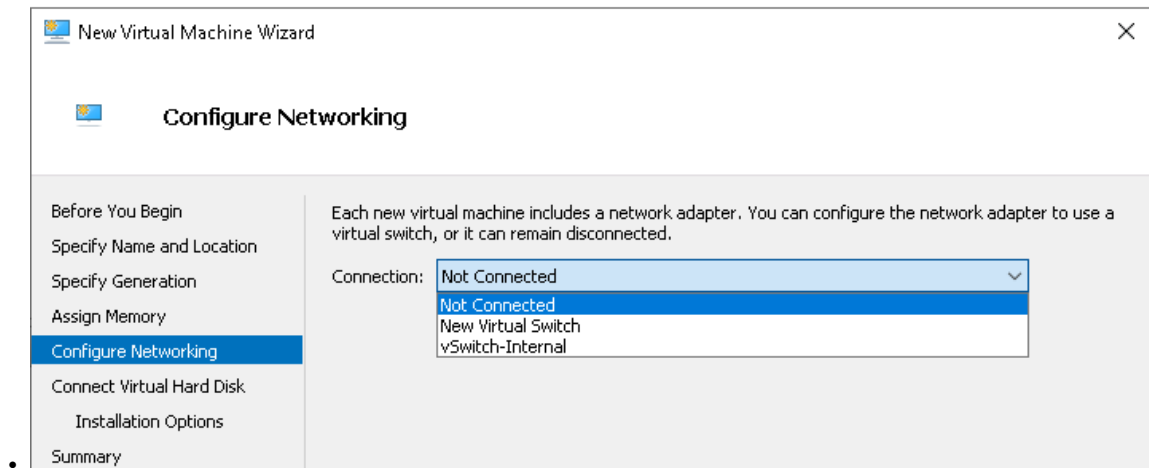 New Virtual Machine Wizard
Configure Networking
Before You Begin
Specify Name and Location
Specify Generation
Assign Memory
Configure Networking
Connect Virtual Hard Disk
Installation Options
Summary
Each new virtual machine includes a network adapter. You can configure the network adapter to use a
virtual switch, or it can remain disconnected.
Connection: Not Connected
Not Connected
New Virtual Switch
vSwitch-Internal